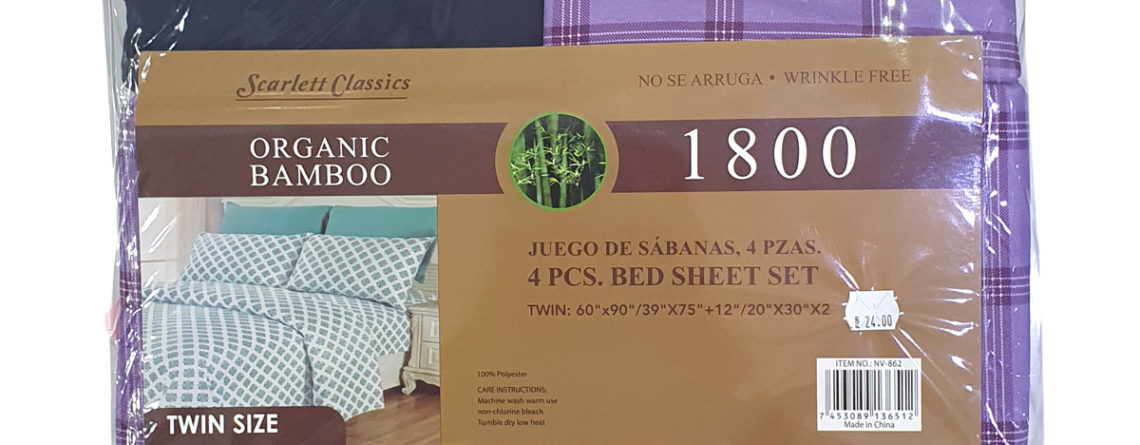 Scarlett Classics
NO SE ARRUGA • WRINKLE FREE
ORGANIC
BAMBOO
1800
JUEGO DE SÁBANAS, 4 PZAS.
4 PCS. BED SHEET SET
TWIN: 60"x90"/39"X75"+12"/20"X30"X2
24.00
ITEM NO.: NV-862
7 453089 136512
Made in China
100% Polyester
CARE INSTRUCTIONS:
Machine wash warm use
non-chlorine bleach
Tumble dry low heat
TWIN SIZE